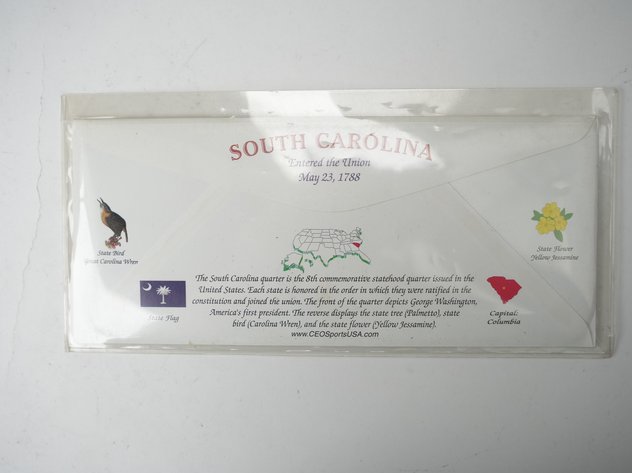 SOUTH CAROLINA
Entered the Union
May 23, 1788
State Bird
Great Carolina Wren
State Flower
Yellow Jessamine
State Flag
The South Carolina quarter is the 8th commemorative statehood quarter issued in the
United States. Each state is honored in the order in which they were ratified in the
constitution and joined the union. The front of the quarter depicts George Washington,
America's first president. The reverse displays the state tree (Palmetto), state
bird (Carolina Wren), and the state flower (Yellow Jessamine).
www.CEOSportsUSA.com
Capital:
Columbia